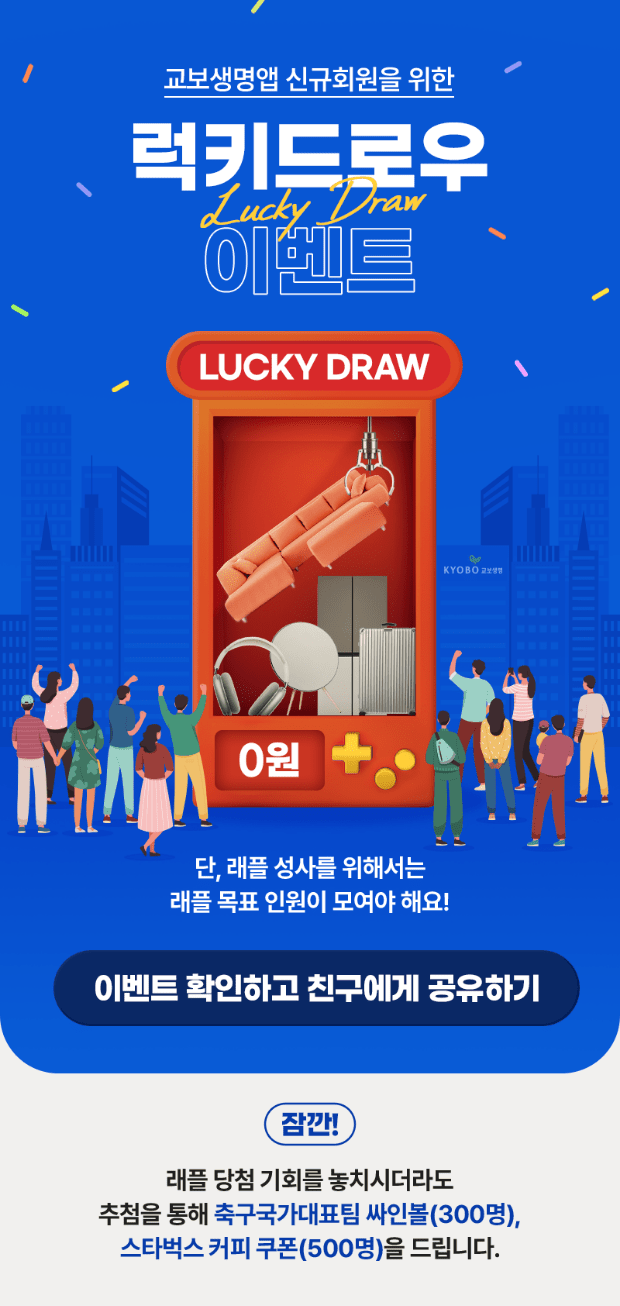 교보생명앱 신규회원을 위한
럭키드로우
Lucky Draw
이벤트
LUCKY DRAW
KYOBO 교보생명
0원
단, 래플 성사를 위해서는
래플 목표 인원이 모여야 해요!
이벤트 확인하고 친구에게 공유하기
잠깐!
래플 당첨 기회를 놓치시더라도
추첨을 통해 축구국가대표팀 싸인볼(300명),
스타벅스 커피 쿠폰(500명)을 드립니다.